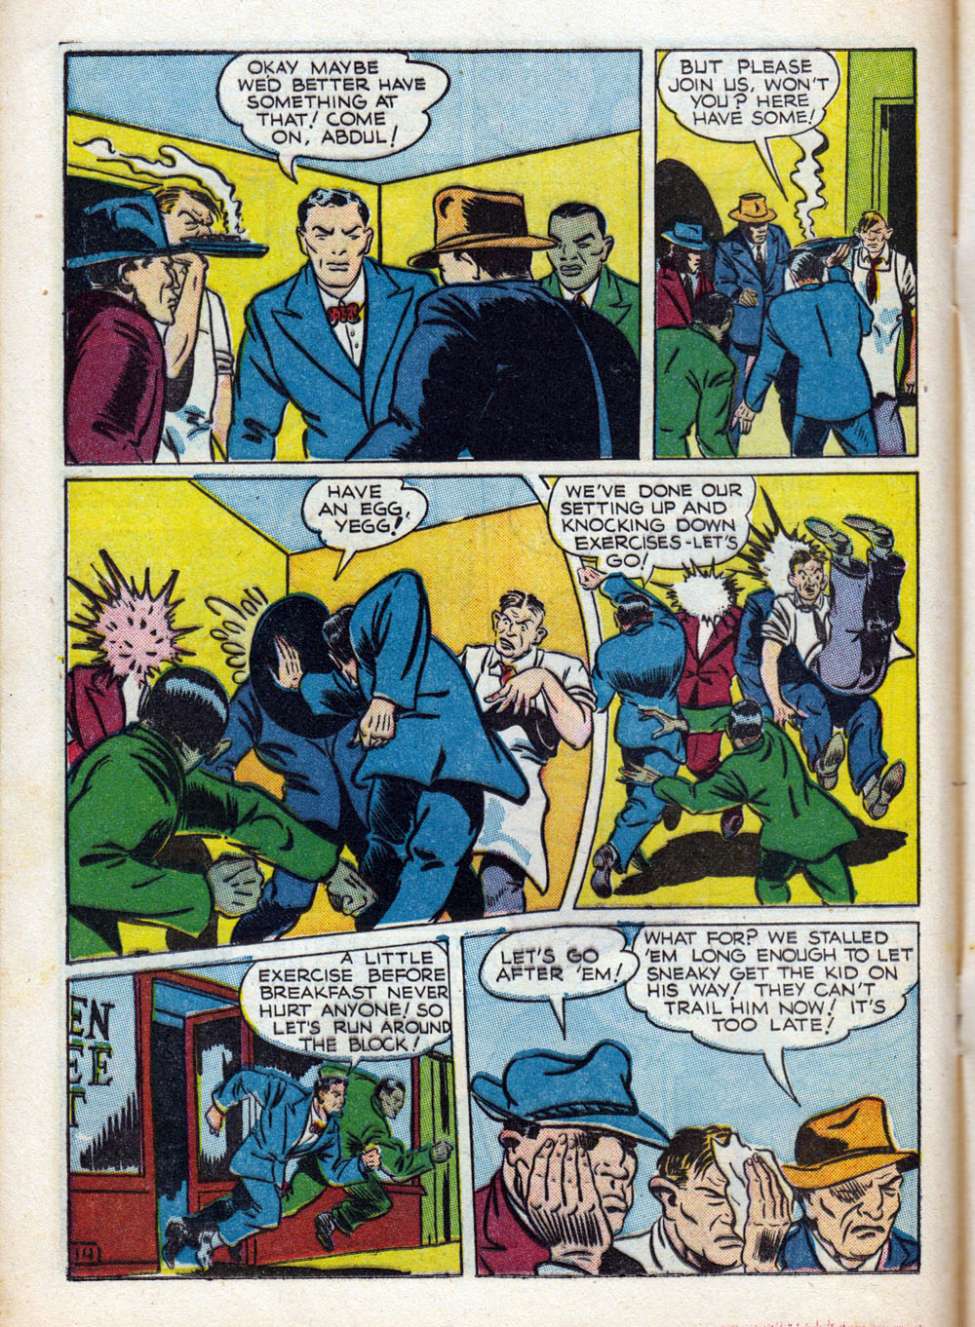 OKAY MAYBE
WE'D BETTER HAVE
SOMETHING AT
THAT! COME
ON, ABDUL!
BUT PLEASE
JOIN US, WON'T
YOU? HERE
HAVE SOME!
HAVE
AN EGG,
YEGG!
WE'VE DONE OUR
SETTING UP AND
KNOCKING DOWN
EXERCISES-LET'S
GO!
A LITTLE
EXERCISE BEFORE
BREAKFAST NEVER
HURT ANYONE! SO
LET'S RUN AROUND
THE BLOCK!
EN
EE
T
14
LET'S GO
AFTER 'EM!
WHAT FOR? WE STALLED
'EM LONG ENOUGH TO LET
SNEAKY GET THE KID ON
HIS WAY! THEY CAN'T
TRAIL HIM NOW! IT'S
TOO LATE!